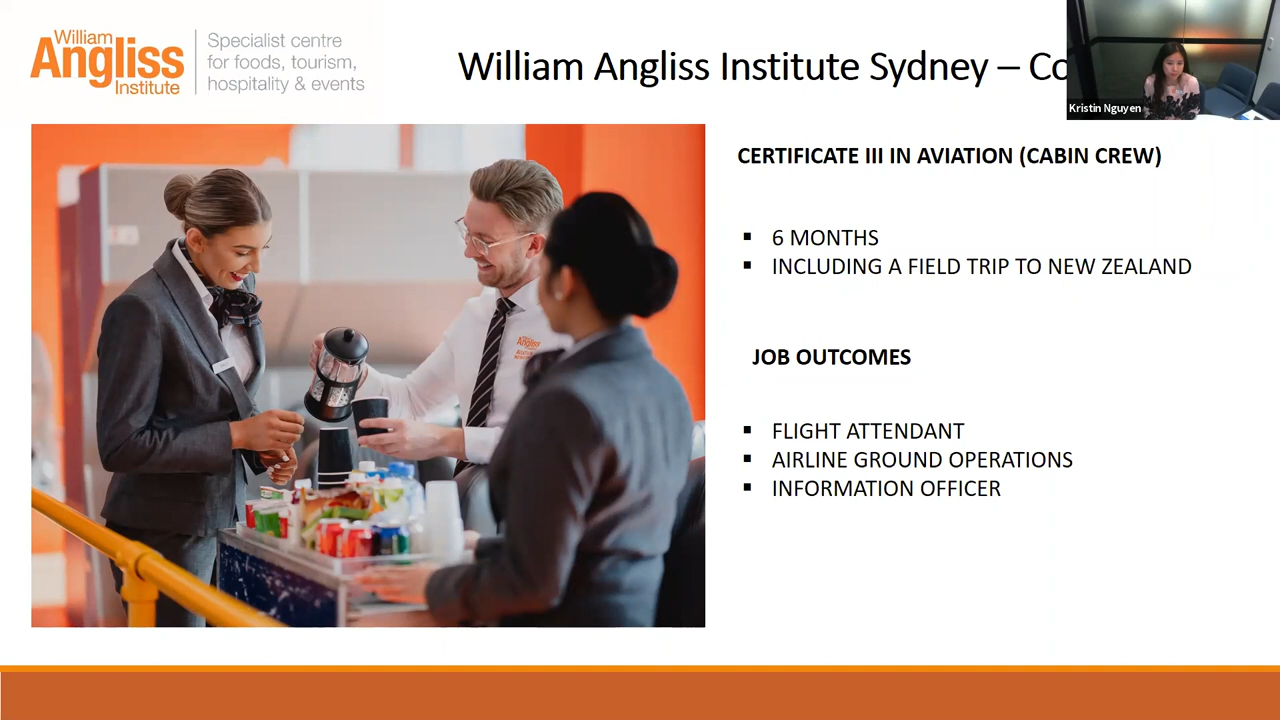 William
Angliss
Institute
Specialist centre
for foods, tourism,
hospitality & events
William Angliss Institute Sydney – Co
Kristin Nguyen
CERTIFICATE III IN AVIATION (CABIN CREW)
▪ 6 MONTHS
▪ INCLUDING A FIELD TRIP TO NEW ZEALAND
JOB OUTCOMES
▪ FLIGHT ATTENDANT
▪ AIRLINE GROUND OPERATIONS
▪ INFORMATION OFFICER
William
Angliss